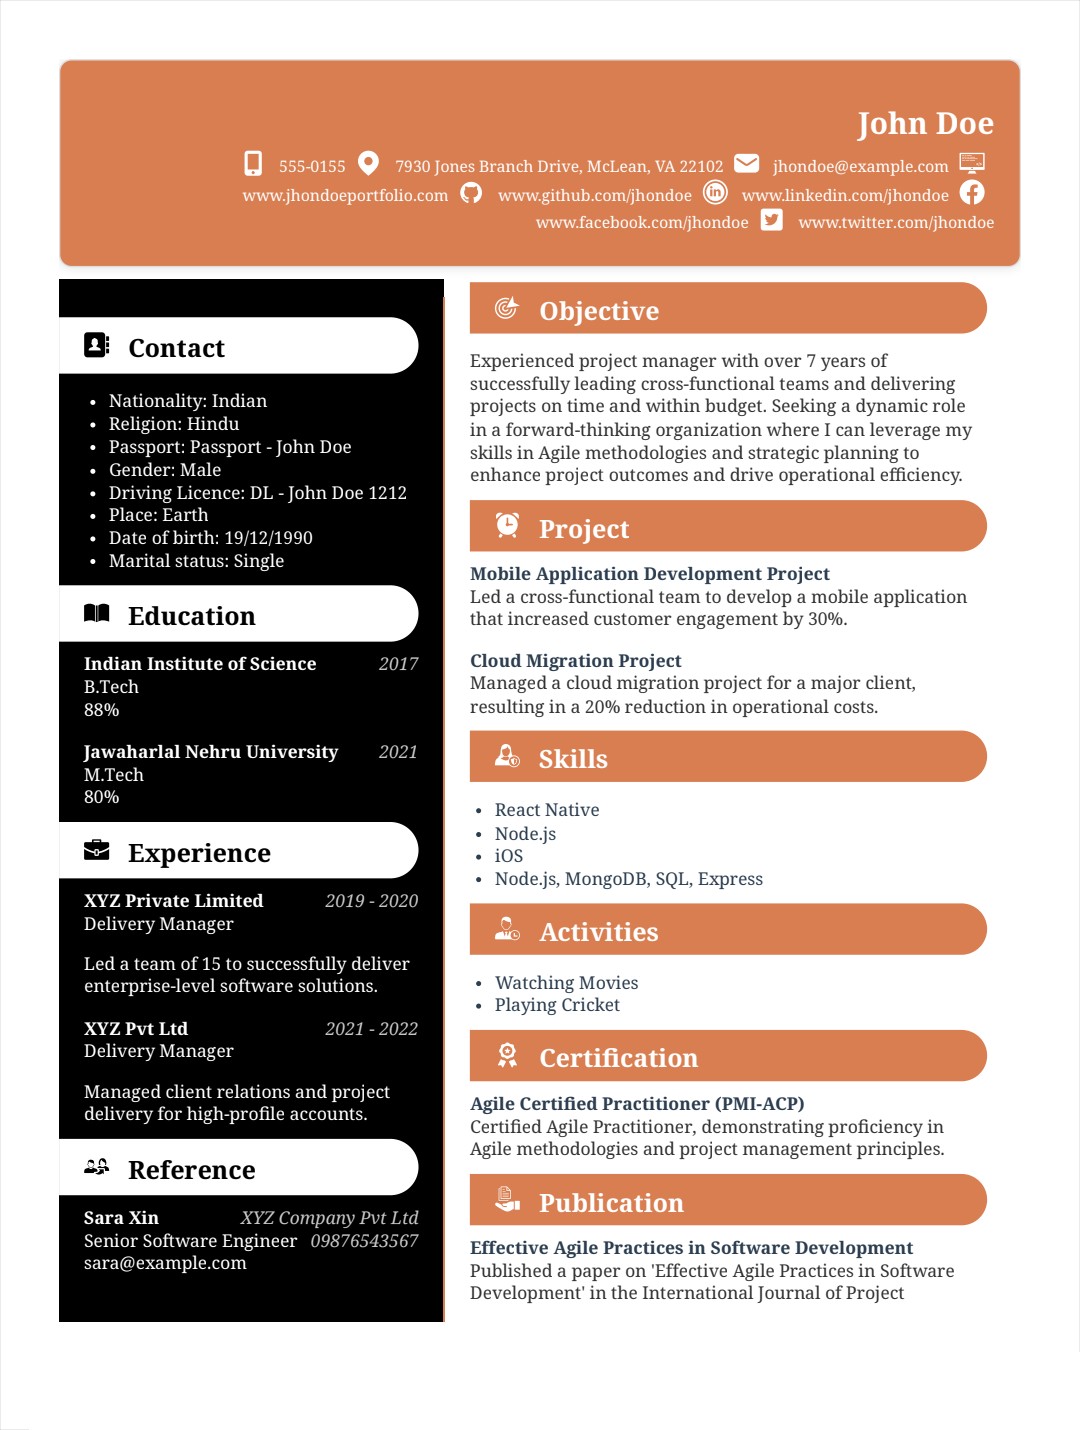 John Doe
555-0155 7930 Jones Branch Drive, McLean, VA 22102 jhondoe@example.com
www.jhondoeportfolio.com www.github.com/jhondoe www.linkedin.com/jhondoe
www.facebook.com/jhondoe www.twitter.com/jhondoe
Contact
• Nationality: Indian
• Religion: Hindu
• Passport: Passport - John Doe
• Gender: Male
• Driving Licence: DL - John Doe 1212
• Place: Earth
• Date of birth: 19/12/1990
• Marital status: Single
Education
Indian Institute of Science 2017
B.Tech
88%
Jawaharlal Nehru University 2021
M.Tech
80%
Experience
XYZ Private Limited 2019 - 2020
Delivery Manager
Led a team of 15 to successfully deliver
enterprise-level software solutions.
XYZ Pvt Ltd 2021 - 2022
Delivery Manager
Managed client relations and project
delivery for high-profile accounts.
Reference
Sara Xin XYZ Company Pvt Ltd
Senior Software Engineer 09876543567
sara@example.com
Objective
Experienced project manager with over 7 years of
successfully leading cross-functional teams and delivering
projects on time and within budget. Seeking a dynamic role
in a forward-thinking organization where I can leverage my
skills in Agile methodologies and strategic planning to
enhance project outcomes and drive operational efficiency.
Project
Mobile Application Development Project
Led a cross-functional team to develop a mobile application
that increased customer engagement by 30%.
Cloud Migration Project
Managed a cloud migration project for a major client,
resulting in a 20% reduction in operational costs.
Skills
• React Native
• Node.js
• iOS
• Node.js, MongoDB, SQL, Express
Activities
• Watching Movies
• Playing Cricket
Certification
Agile Certified Practitioner (PMI-ACP)
Certified Agile Practitioner, demonstrating proficiency in
Agile methodologies and project management principles.
Publication
Effective Agile Practices in Software Development
Published a paper on 'Effective Agile Practices in Software
Development' in the International Journal of Project